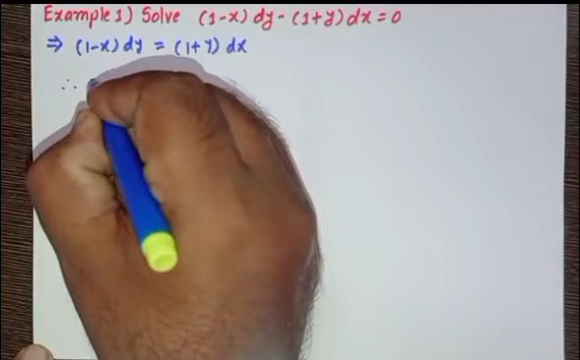 Example 1) Solve (1-x) dy - (1+y) dx = 0
⇒ (1-x) dy = (1+y) dx
∴